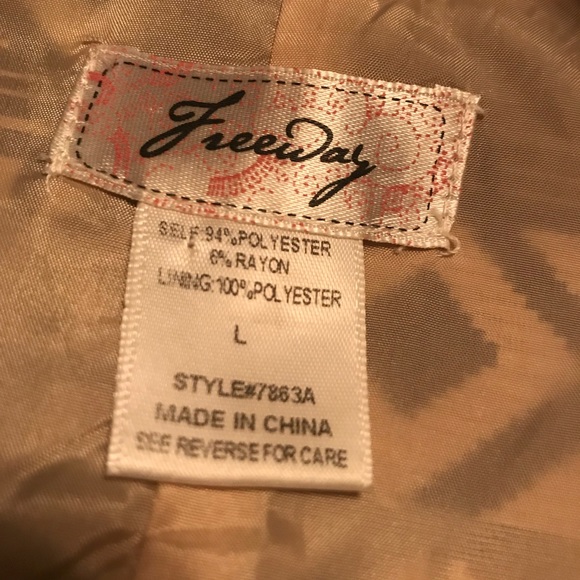 Freeway
SELF:94%POLYESTER
6% RAYON
LINING:100%POLYESTER
L
STYLE#7863A
MADE IN CHINA
SEE REVERSE FOR CARE